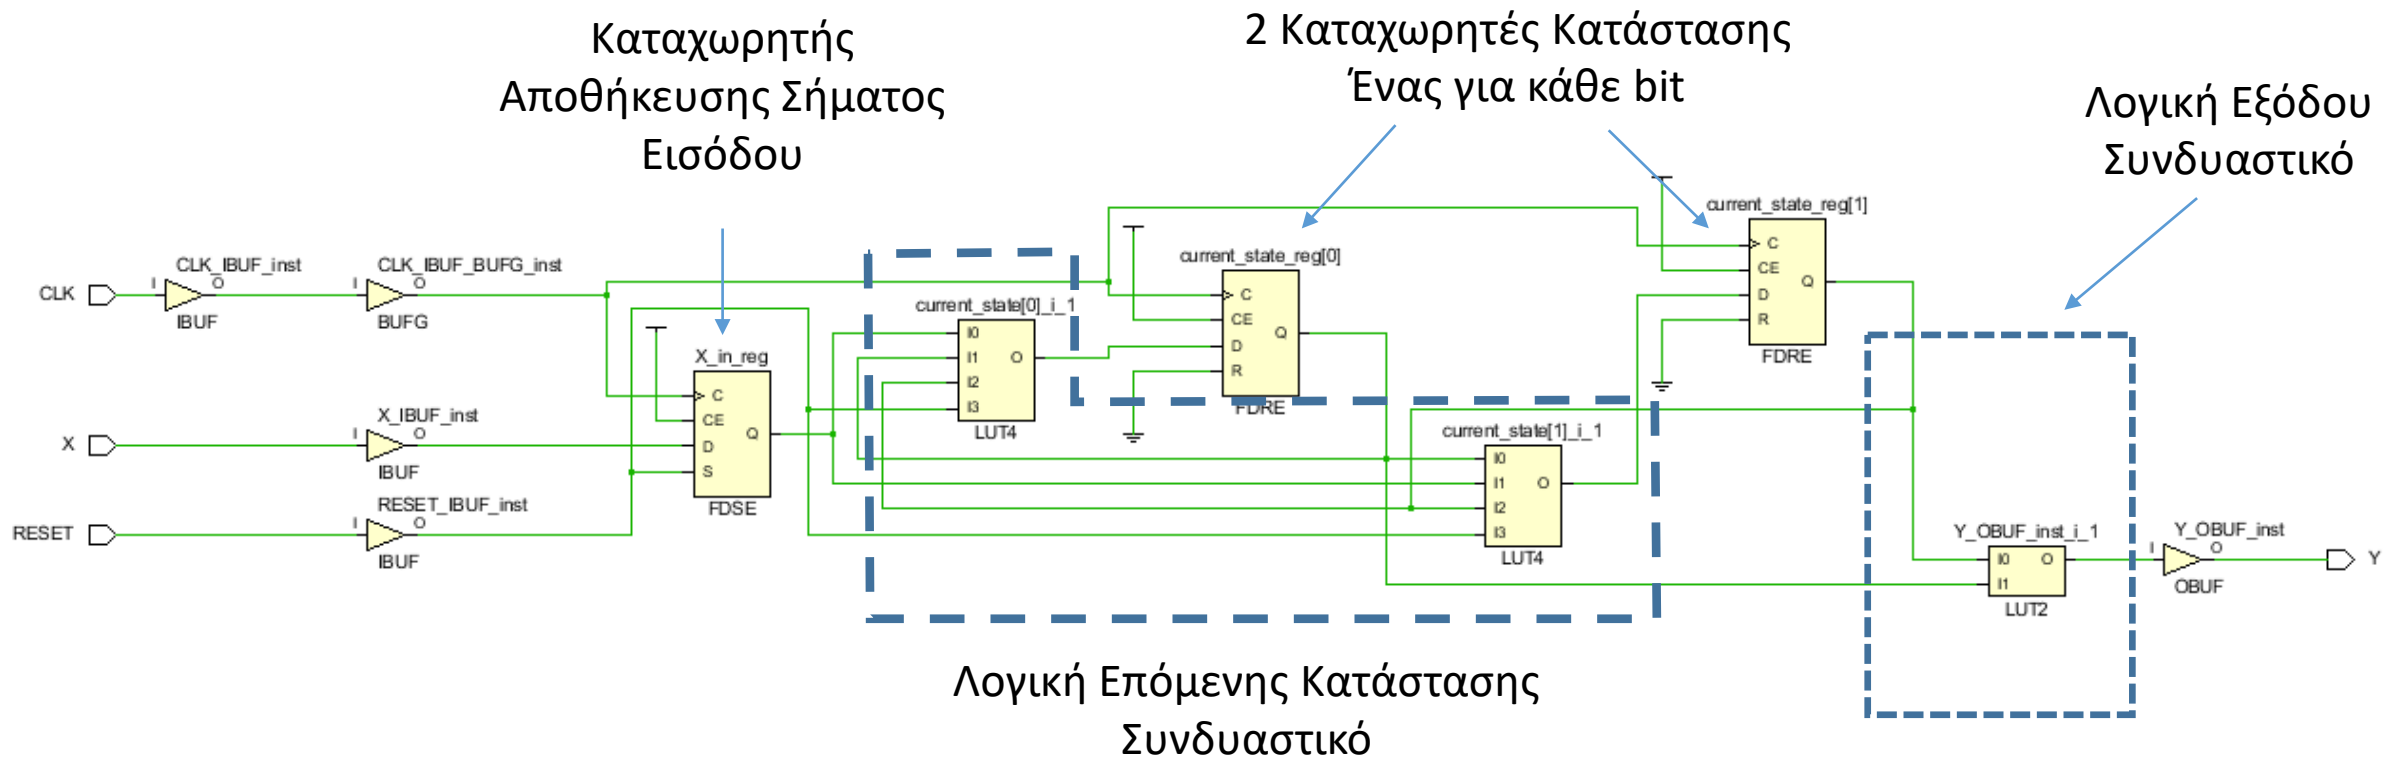 Καταχωρητής
Αποθήκευσης Σήματος
Εισόδου
2 Καταχωρητές Κατάστασης
Ένας για κάθε bit
Λογική Εξόδου
Συνδυαστικό
CLK
I
CLK_IBUF_inst
O
IBUF
I
CLK_IBUF_BUFG_inst
O
BUFG
X
I
X_IBUF_inst
O
IBUF
RESET
I
RESET_IBUF_inst
O
IBUF
X_in_reg
C
CE
D
S
Q
FDSE
current_state[0]_i_1
I0
I1
I2
I3
O
LUT4
current_state_reg[0]
C
CE
D
R
Q
FDRE
current_state[1]_i_1
I0
I1
I2
I3
O
LUT4
current_state_reg[1]
C
CE
D
R
Q
FDRE
Y_OBUF_inst_i_1
I0
I1
O
LUT2
Y_OBUF_inst
I
O
OBUF
Y
Λογική Επόμενης Κατάστασης
Συνδυαστικό